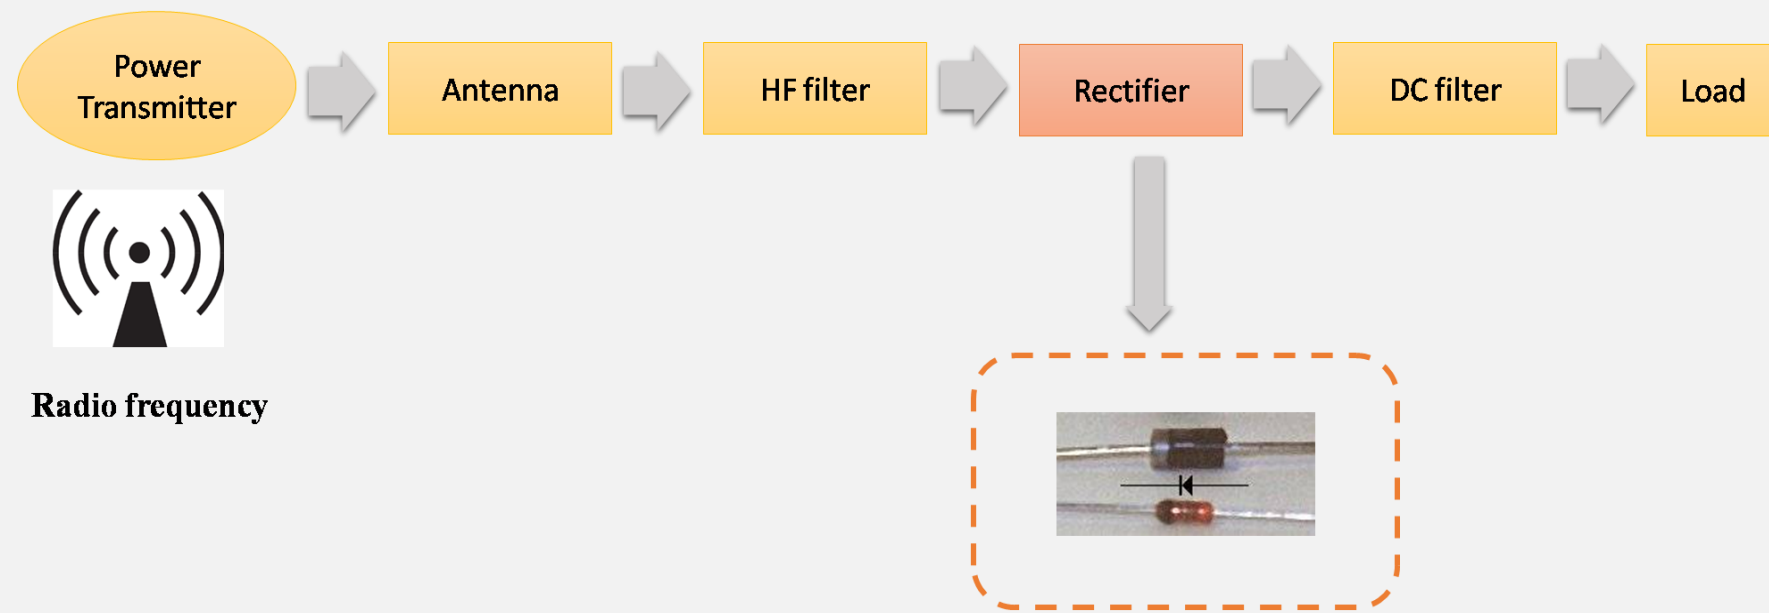 Power
Transmitter
Antenna
HF filter
Rectifier
DC filter
Load
Radio frequency